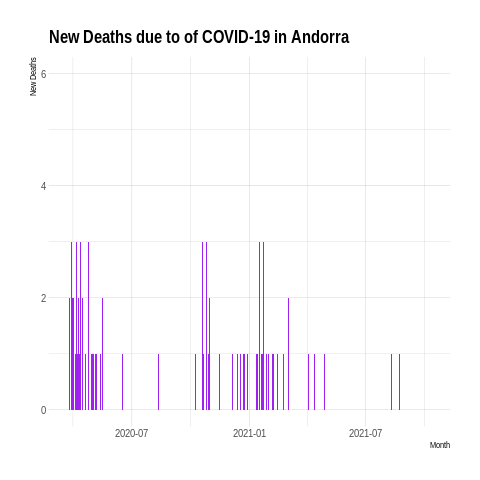 New Deaths due to of COVID-19 in Andorra
New Deaths
6
4
2
0
2020-07
2021-01
2021-07
Month